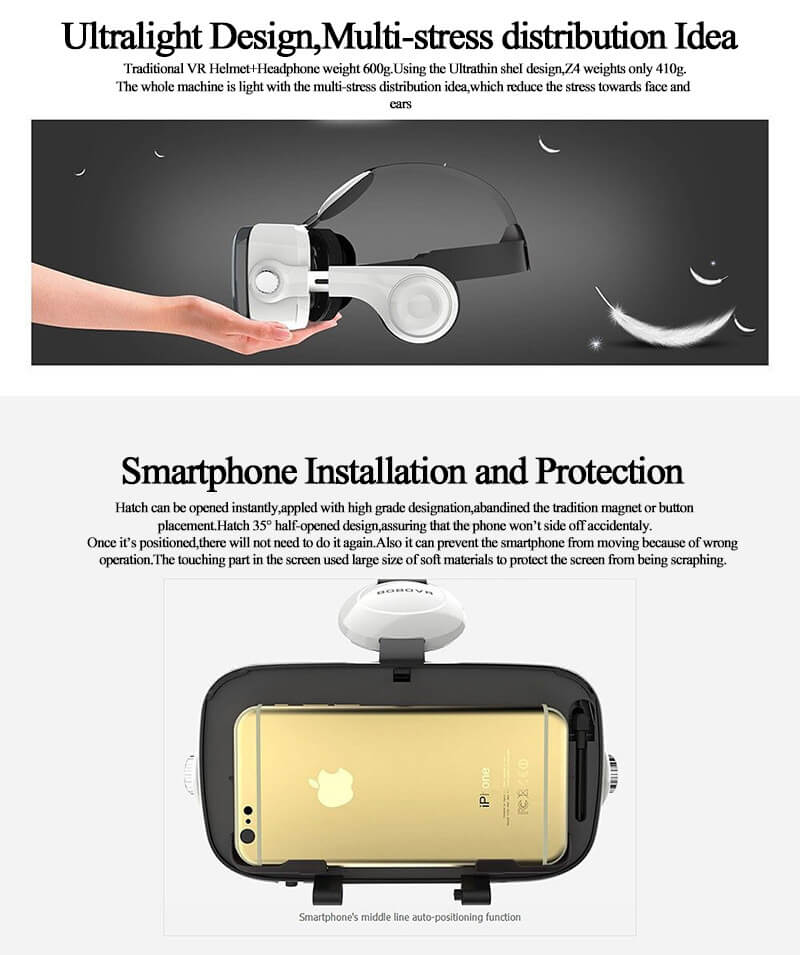 Ultralight Design,Multi-stress distribution Idea
Traditional VR Helmet+Headphone weight 600g.Using the Ultrathin shel design,Z4 weights only 410g.
The whole machine is light with the multi-stress distribution idea,which reduce the stress towards face and
ears
Smartphone Installation and Protection
Hatch can be opened instantly,appled with high grade designation,abandined the tradition magnet or button
placement.Hatch 35° half-opened design,assuring that the phone won't side off accidentaly.
Once it's positioned,there will not need to do it again.Also it can prevent the smartphone from moving because of wrong
operation.The touching part in the screen used large size of soft materials to protect the screen from being scraphing.
BOBOVR
iPhone
FC CE
Smartphone's middle line auto-positioning function